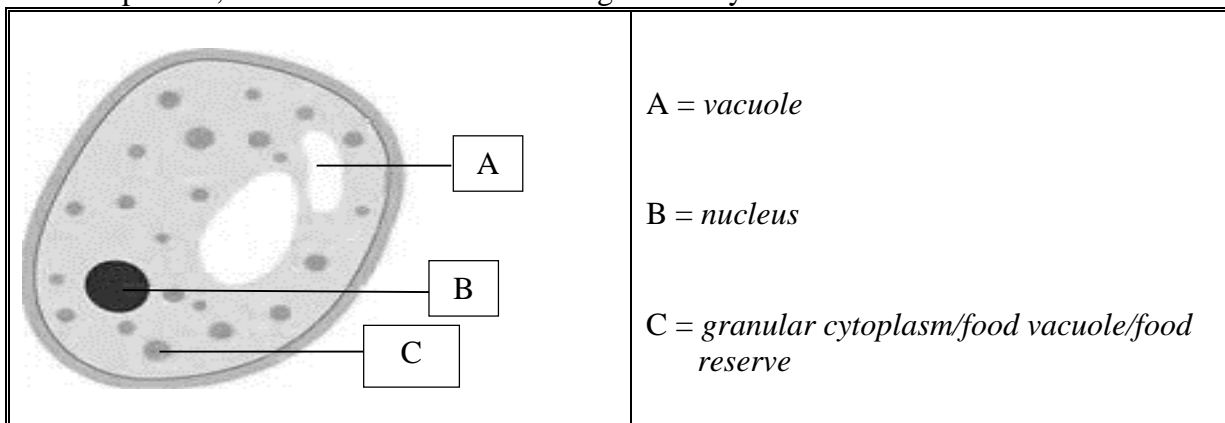 A
B
C
A = vacuole
B = nucleus
C = granular cytoplasm/food vacuole/food
reserve